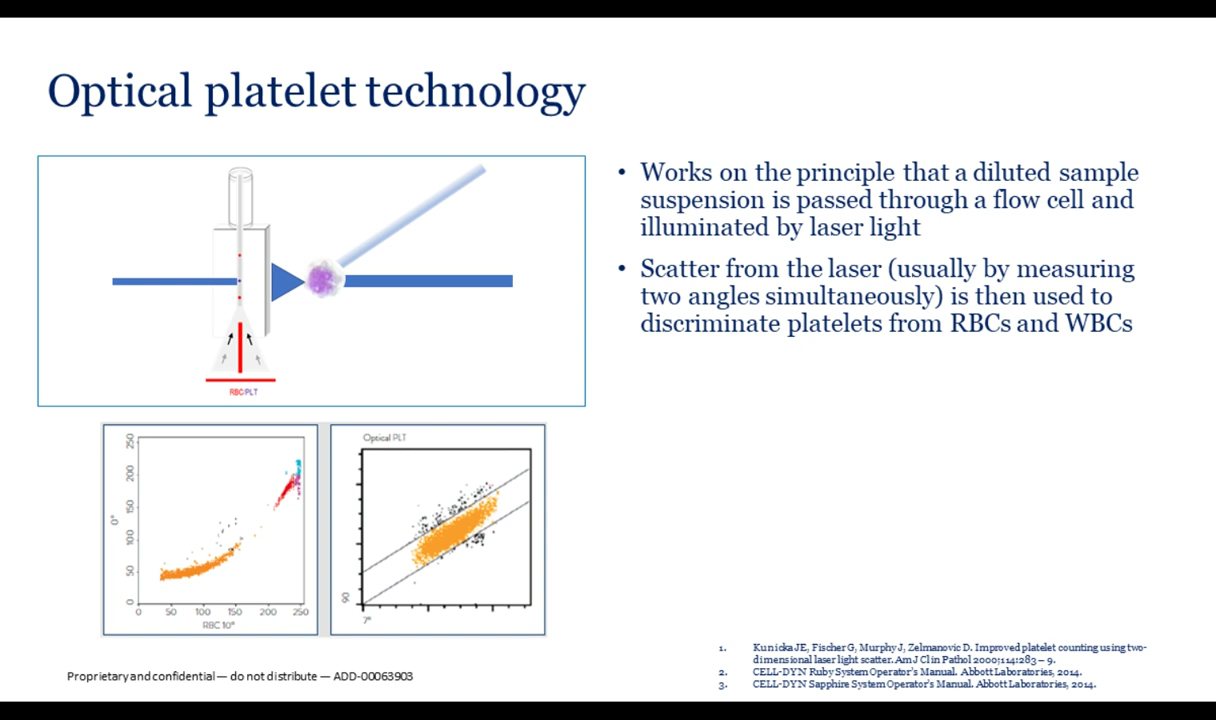 Optical platelet technology
• Works on the principle that a diluted sample
suspension is passed through a flow cell and
illuminated by laser light
• Scatter from the laser (usually by measuring
two angles simultaneously) is then used to
discriminate platelets from RBCs and WBCs
RBC/PLT
250
200
150
100
50
0
0°
0 50 100 150 200 250
RBC 10°
Optical PLT
90
7°
1. Kunicka JE, Fischer G, Murphy J, Zelmanovic D. Improved platelet counting using two-
dimensional laser light scatter. Am J Clin Pathol 2000;114:283 – 9.
2. CELL-DYN Ruby System Operator's Manual. Abbott Laboratories, 2014.
3. CELL-DYN Sapphire System Operator's Manual. Abbott Laboratories, 2014.
Proprietary and confidential — do not distribute — ADD-00063903